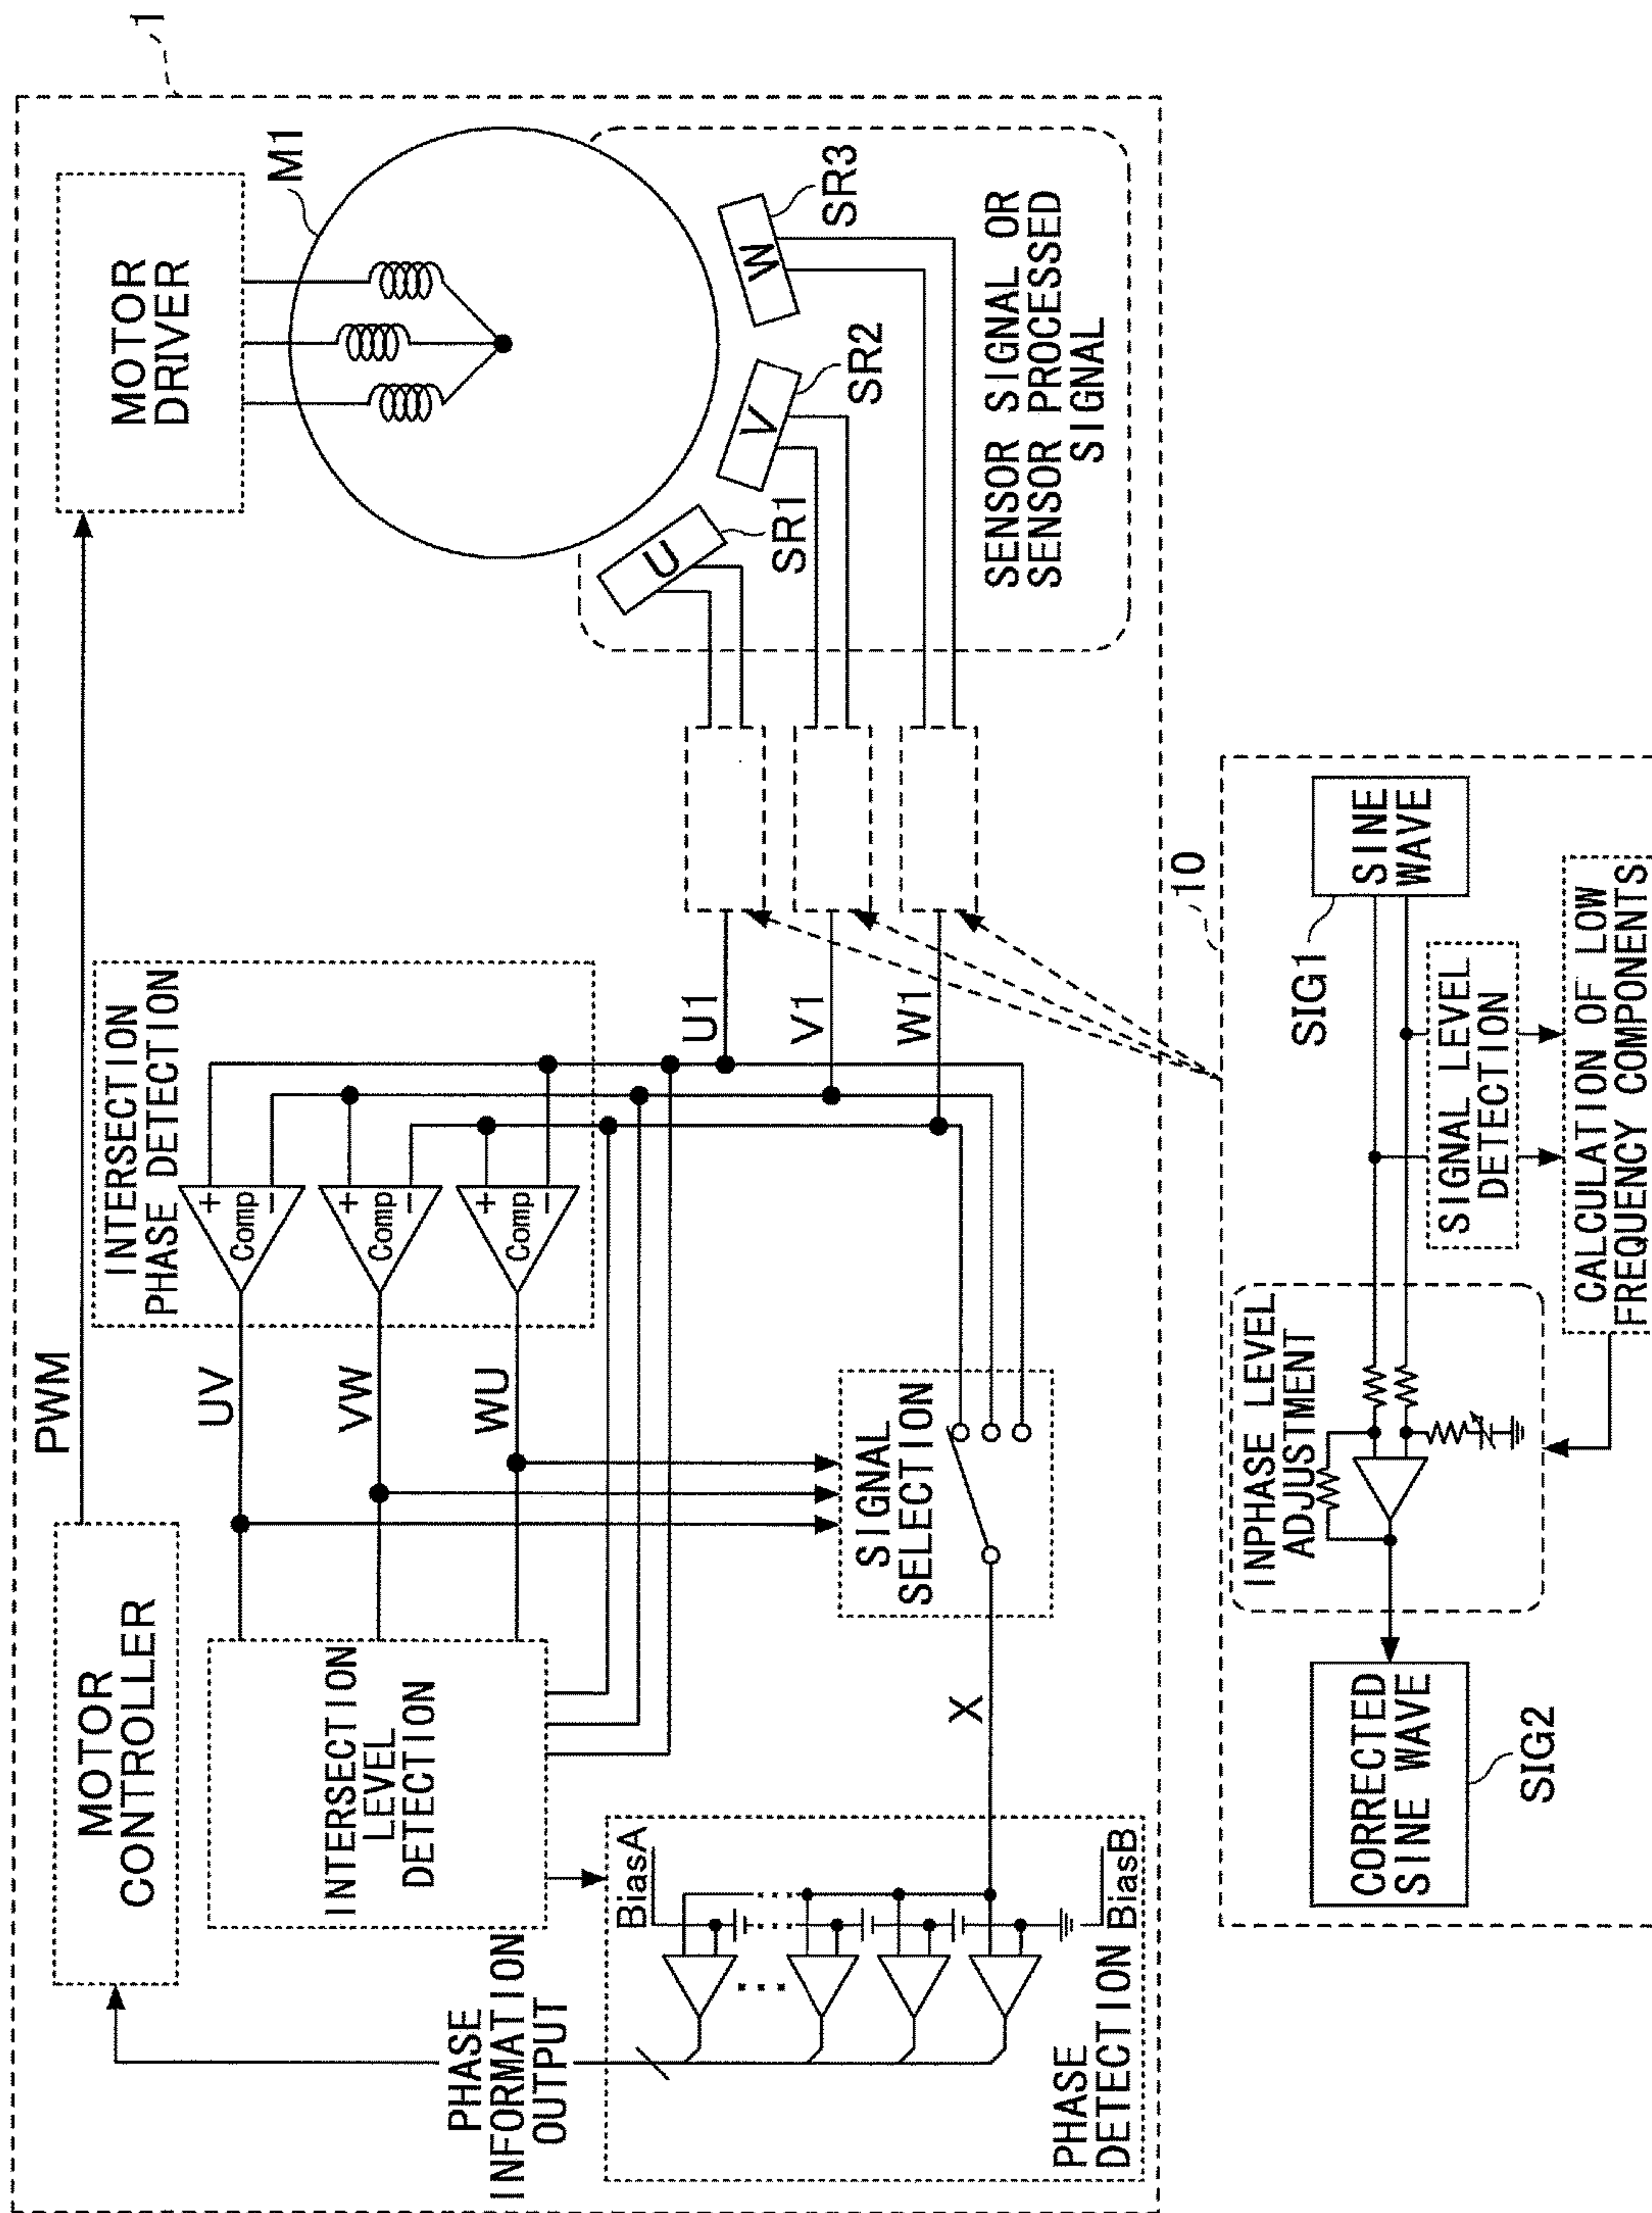 1
MOTOR
DRIVER
M1
PWM
MOTOR
CONTROLLER
INTERSECTION
PHASE DETECTION
+
Comp
−
+
Comp
−
+
Comp
−
UV
VW
WU
INTERSECTION
LEVEL
DETECTION
U
SR1
V
SR2
W
SR3
SENSOR SIGNAL OR
SENSOR PROCESSED
SIGNAL
U1
V1
W1
SIGNAL
SELECTION
X
BiasA
BiasB
PHASE
DETECTION
PHASE
INFORMATION
OUTPUT
10
SINE
WAVE
SIG1
SIGNAL LEVEL
DETECTION
CALCULATION OF LOW
FREQUENCY COMPONENTS
INPHASE LEVEL
ADJUSTMENT
CORRECTED
SINE WAVE
SIG2